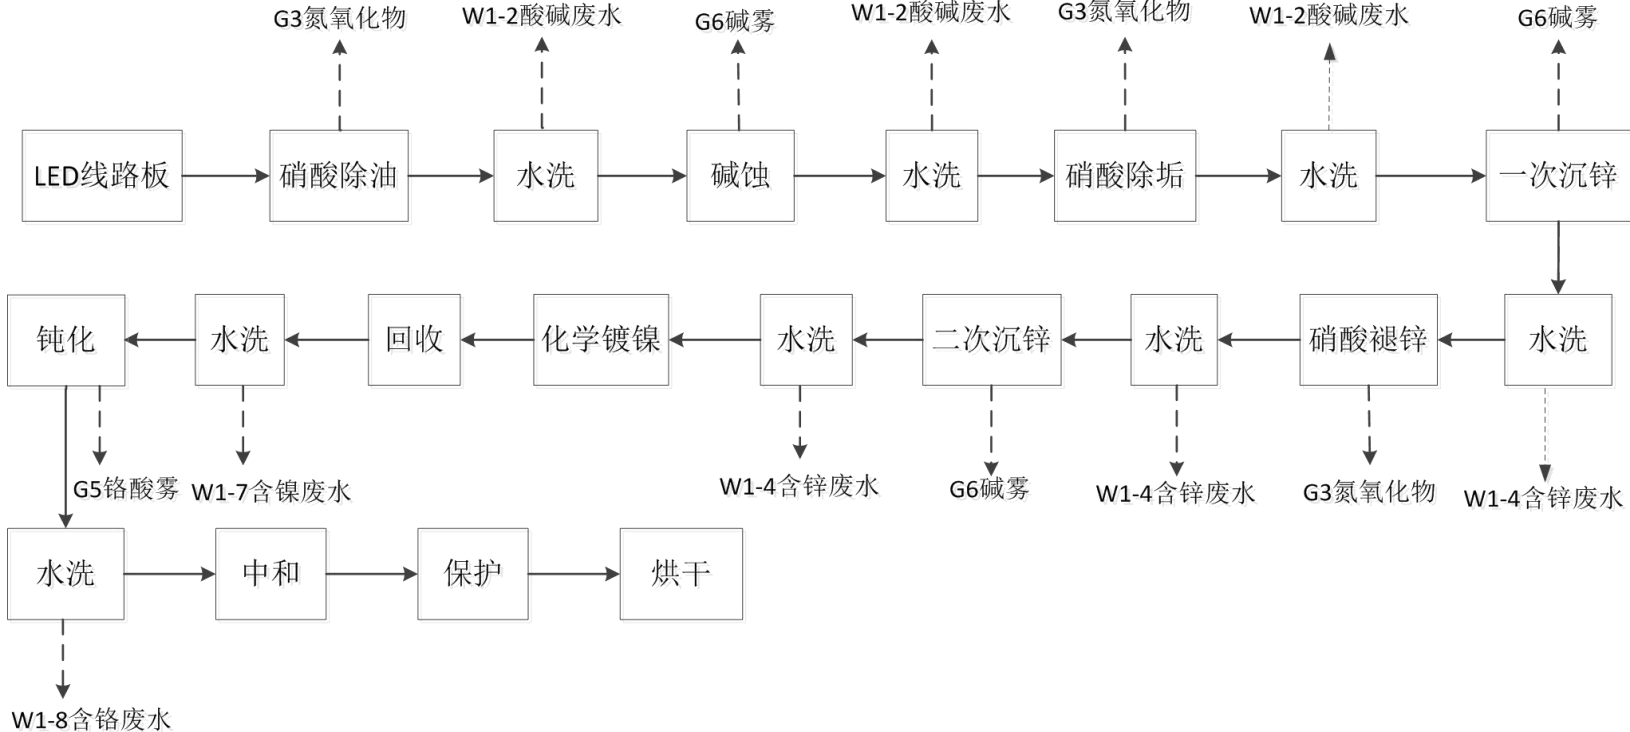 G3氮氧化物
W1-2酸碱废水
G6碱雾
W1-2酸碱废水
G3氮氧化物
W1-2酸碱废水
G6碱雾
LED线路板
硝酸除油
水洗
碱蚀
水洗
硝酸除垢
水洗
一次沉锌
钝化
水洗
回收
化学镀镍
水洗
二次沉锌
水洗
硝酸褪锌
水洗
G5铬酸雾
W1-7含镍废水
W1-4含锌废水
G6碱雾
W1-4含锌废水
G3氮氧化物
W1-4含锌废水
水洗
中和
保护
烘干
W1-8含铬废水